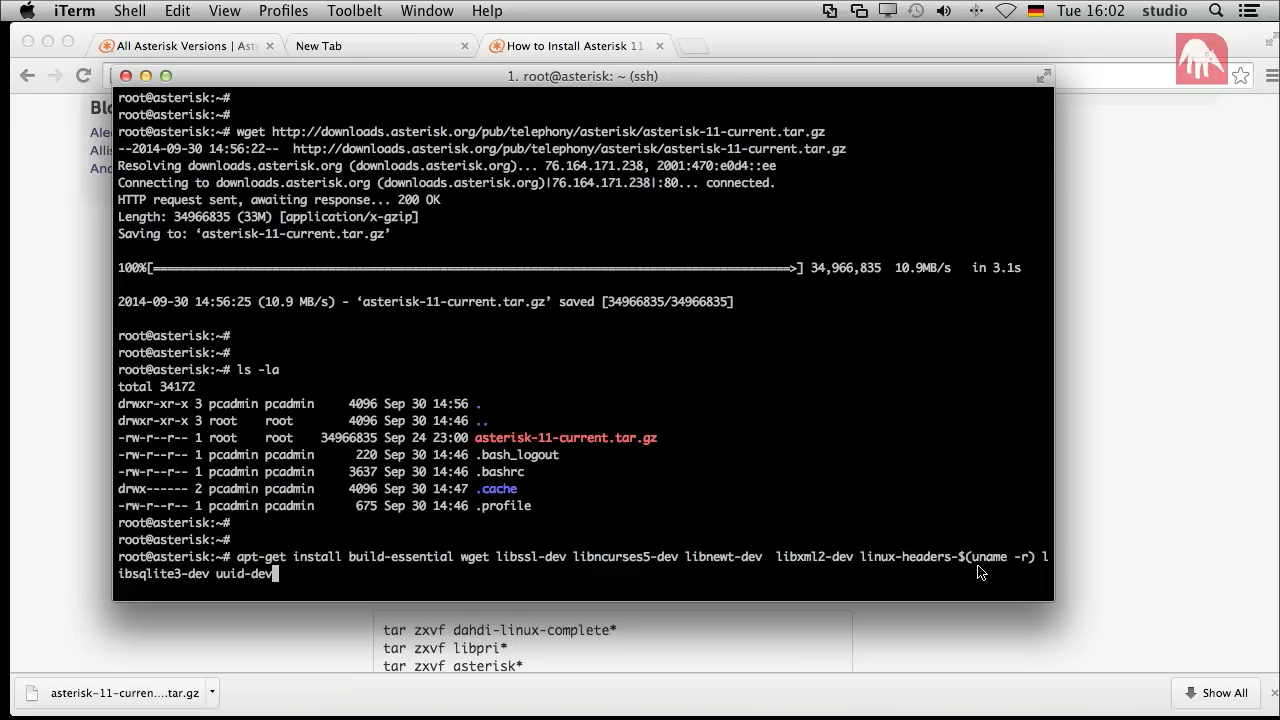 iTerm Shell Edit View Profiles Toolbelt Window Help Tue 16:02 studio
All Asterisk Versions | Aste New Tab How to Install Asterisk 11
1. root@asterisk: ~ (ssh)
Blo
Alec
Allis
And
root@asterisk:~#
root@asterisk:~#
root@asterisk:~# wget http://downloads.asterisk.org/pub/telephony/asterisk/asterisk-11-current.tar.gz
--2014-09-30 14:56:22-- http://downloads.asterisk.org/pub/telephony/asterisk/asterisk-11-current.tar.gz
Resolving downloads.asterisk.org (downloads.asterisk.org)... 76.164.171.238, 2001:470:e0d4::ee
Connecting to downloads.asterisk.org (downloads.asterisk.org)|76.164.171.238|:80... connected.
HTTP request sent, awaiting response... 200 OK
Length: 34966835 (33M) [application/x-gzip]
Saving to: ‘asterisk-11-current.tar.gz’
100%[======================================>] 34,966,835 10.9MB/s in 3.1s
2014-09-30 14:56:25 (10.9 MB/s) - ‘asterisk-11-current.tar.gz’ saved [34966835/34966835]
root@asterisk:~#
root@asterisk:~#
root@asterisk:~# ls -la
total 34172
drwxr-xr-x 3 pcadmin pcadmin 4096 Sep 30 14:56 .
drwxr-xr-x 3 root root 4096 Sep 30 14:46 ..
-rw-r--r-- 1 root root 34966835 Sep 24 23:00 asterisk-11-current.tar.gz
-rw-r--r-- 1 pcadmin pcadmin 220 Sep 30 14:46 .bash_logout
-rw-r--r-- 1 pcadmin pcadmin 3637 Sep 30 14:46 .bashrc
drwx------ 2 pcadmin pcadmin 4096 Sep 30 14:47 .cache
-rw-r--r-- 1 pcadmin pcadmin 675 Sep 30 14:46 .profile
root@asterisk:~#
root@asterisk:~#
root@asterisk:~# apt-get install build-essential wget libssl-dev libncurses5-dev libnewt-dev libxml2-dev linux-headers-$(uname -r) l
ibsqlite3-dev uuid-dev
tar zxvf dahdi-linux-complete*
tar zxvf libpri*
tar zxvf asterisk*
asterisk-11-curren....tar.gz Show All